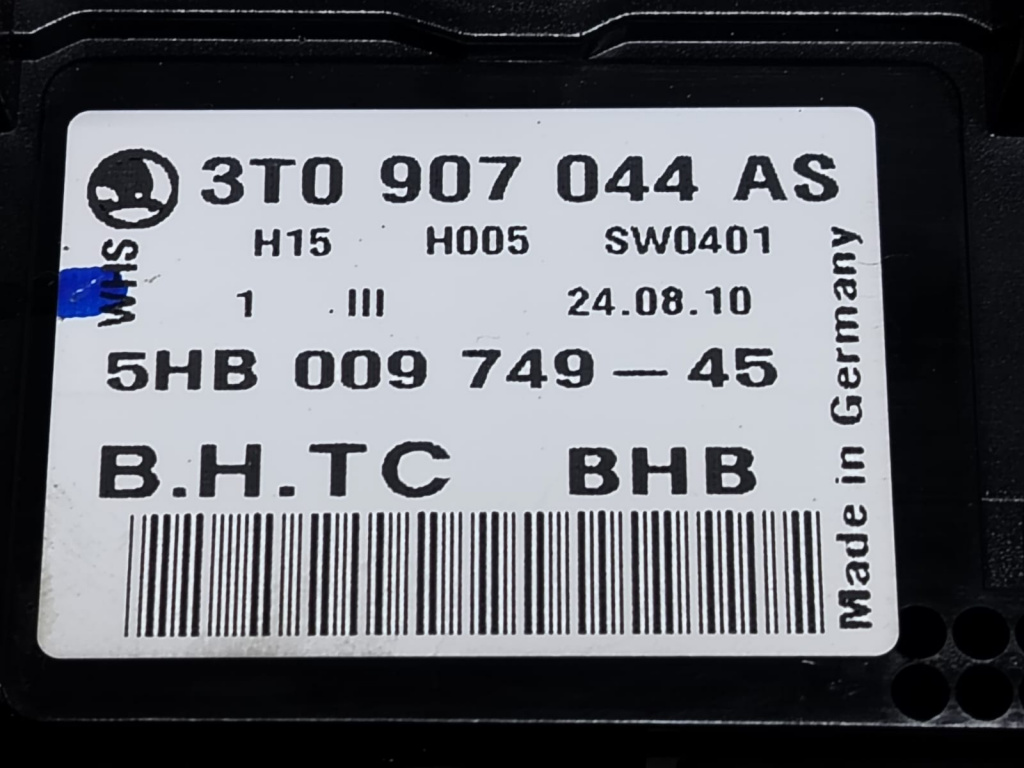 3T0 907 044 AS
H15 H005 SW0401
WHS
1 III 24.08.10
5HB 009 749-45
B.H.TC BHB
Made in Germany